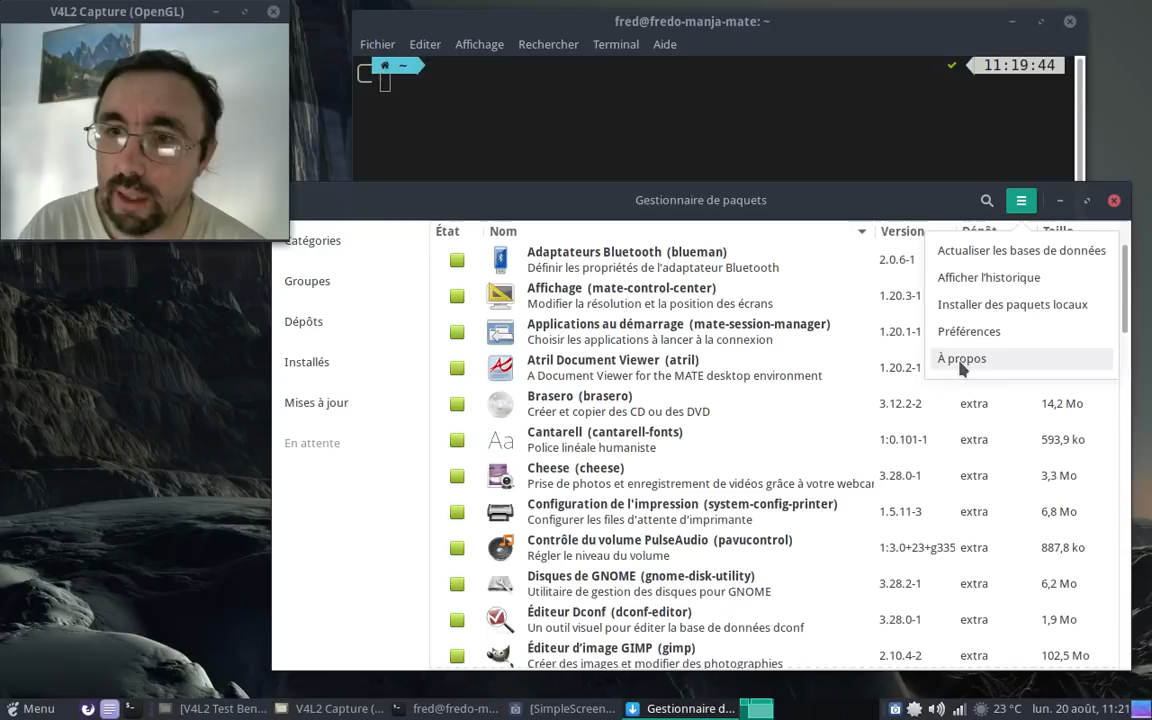 V4L2 Capture (OpenGL)
fred@fredo-manja-mate: ~
Fichier Editer Affichage Rechercher Terminal Aide
~
11:19:44
Gestionnaire de paquets
Catégories
Groupes
Dépôts
Installés
Mises à jour
En attente
État Nom Version Dépôt Taille
Adaptateurs Bluetooth (blueman)
Définir les propriétés de l'adaptateur Bluetooth
2.0.6-1
Affichage (mate-control-center)
Modifier la résolution et la position des écrans
1.20.3-1
Applications au démarrage (mate-session-manager)
Choisir les applications à lancer à la connexion
1.20.1-1
Atril Document Viewer (atril)
A Document Viewer for the MATE desktop environment
1.20.2-1
Brasero (brasero)
Créer et copier des CD ou des DVD
3.12.2-2 extra 14,2 Mo
Cantarell (cantarell-fonts)
Police linéale humaniste
1:0.101-1 extra 593,9 ko
Cheese (cheese)
Prise de photos et enregistrement de vidéos grâce à votre webcam
3.28.0-1 extra 3,3 Mo
Configuration de l'impression (system-config-printer)
Configurer les files d'attente d'imprimante
1.5.11-3 extra 6,8 Mo
Contrôle du volume PulseAudio (pavucontrol)
Régler le niveau du volume
1:3.0+23+g335 extra 887,8 ko
Disques de GNOME (gnome-disk-utility)
Utilitaire de gestion des disques pour GNOME
3.28.2-1 extra 6,2 Mo
Éditeur Dconf (dconf-editor)
Un outil visuel pour éditer la base de données dconf
3.28.0-1 extra 1,9 Mo
Éditeur d'image GIMP (gimp)
Créer des images et modifier des photographies
2.10.4-2 extra 102,5 Mo
Actualiser les bases de données
Afficher l'historique
Installer des paquets locaux
Préférences
À propos
Menu [V4L2 Test Ben... V4L2 Capture (... fred@fredo-m... [SimpleScreen... Gestionnaire d... 23 °C lun. 20 août, 11:21